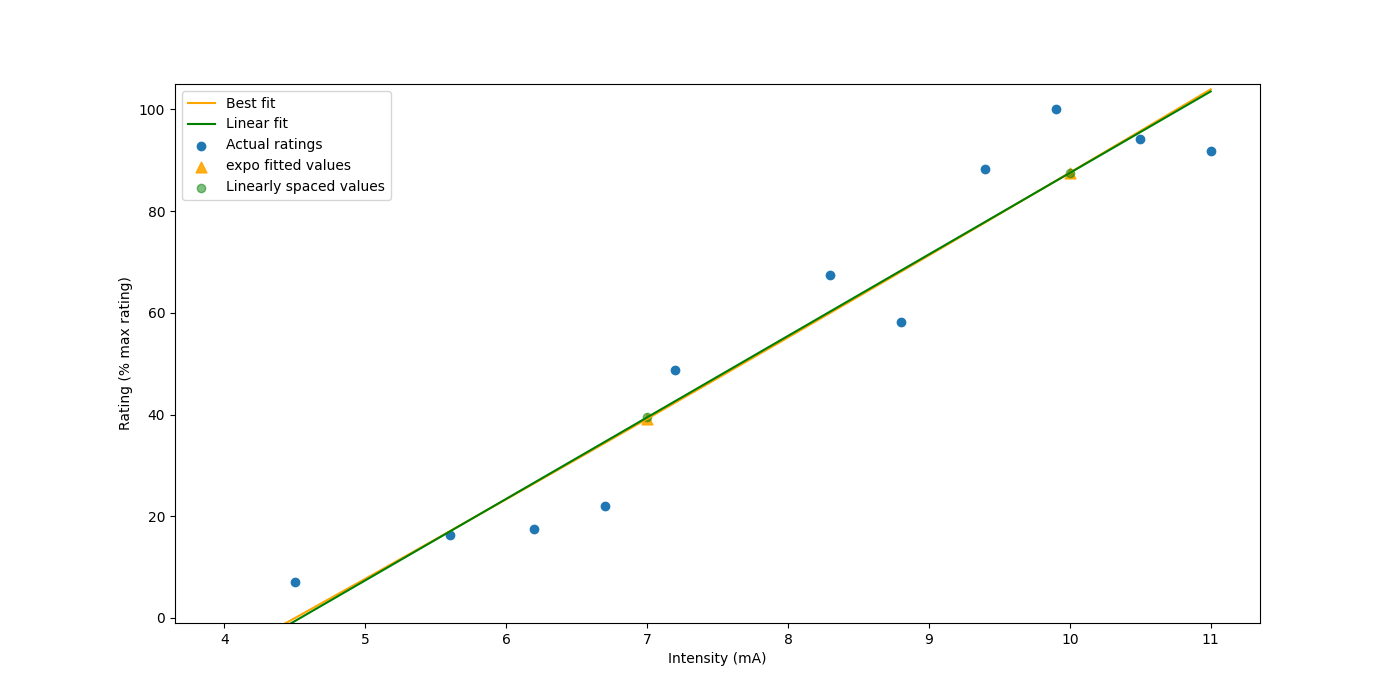 Best fit
Linear fit
Actual ratings
expo fitted values
Linearly spaced values
100
80
60
40
20
0
Rating (% max rating)
4 5 6 7 8 9 10 11
Intensity (mA)